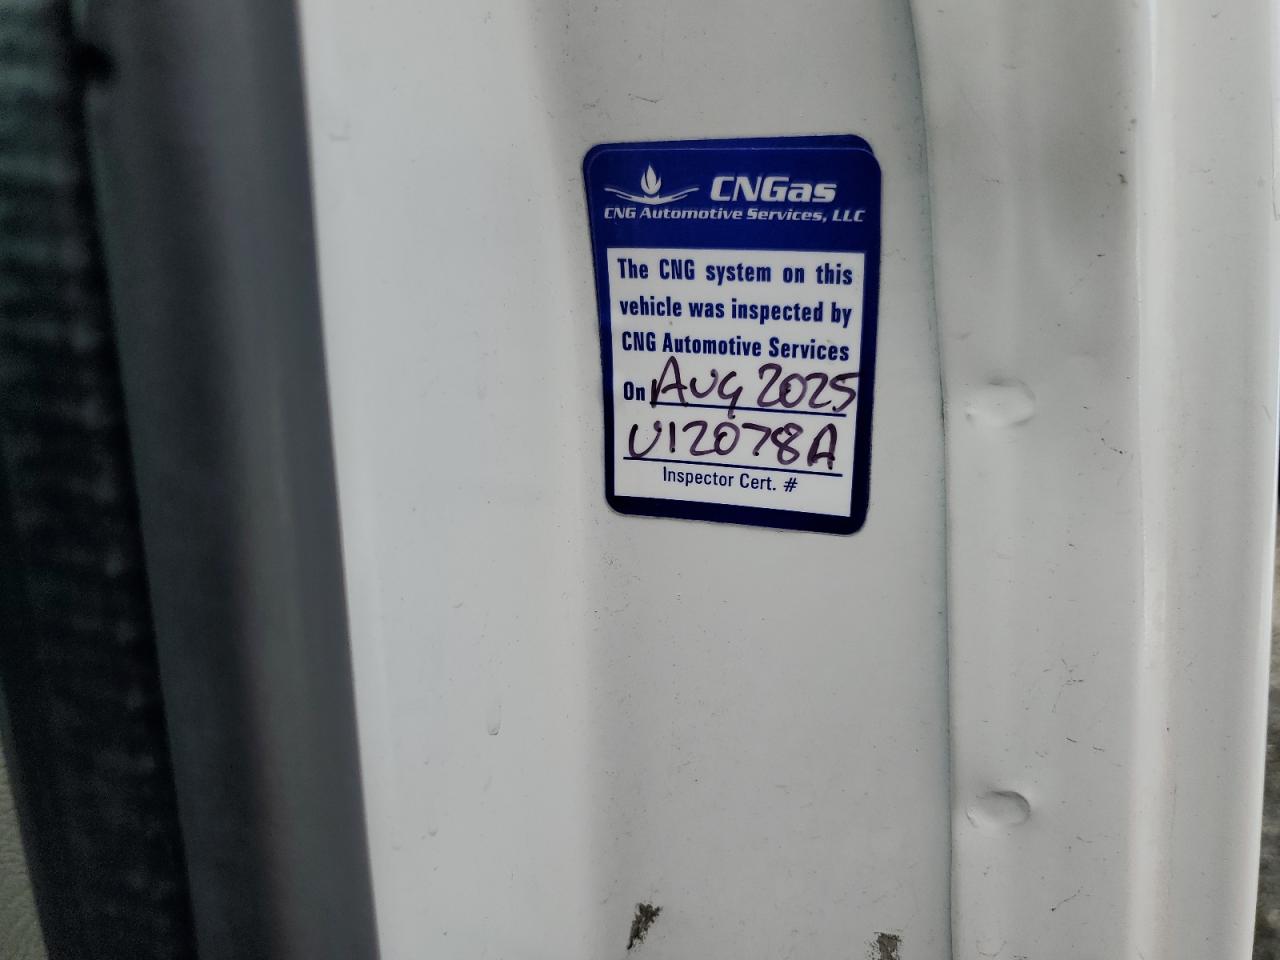 CNGas
CNG Automotive Services, LLC
The CNG system on this
vehicle was inspected by
CNG Automotive Services
On Aug 2025
U12078A
Inspector Cert. #